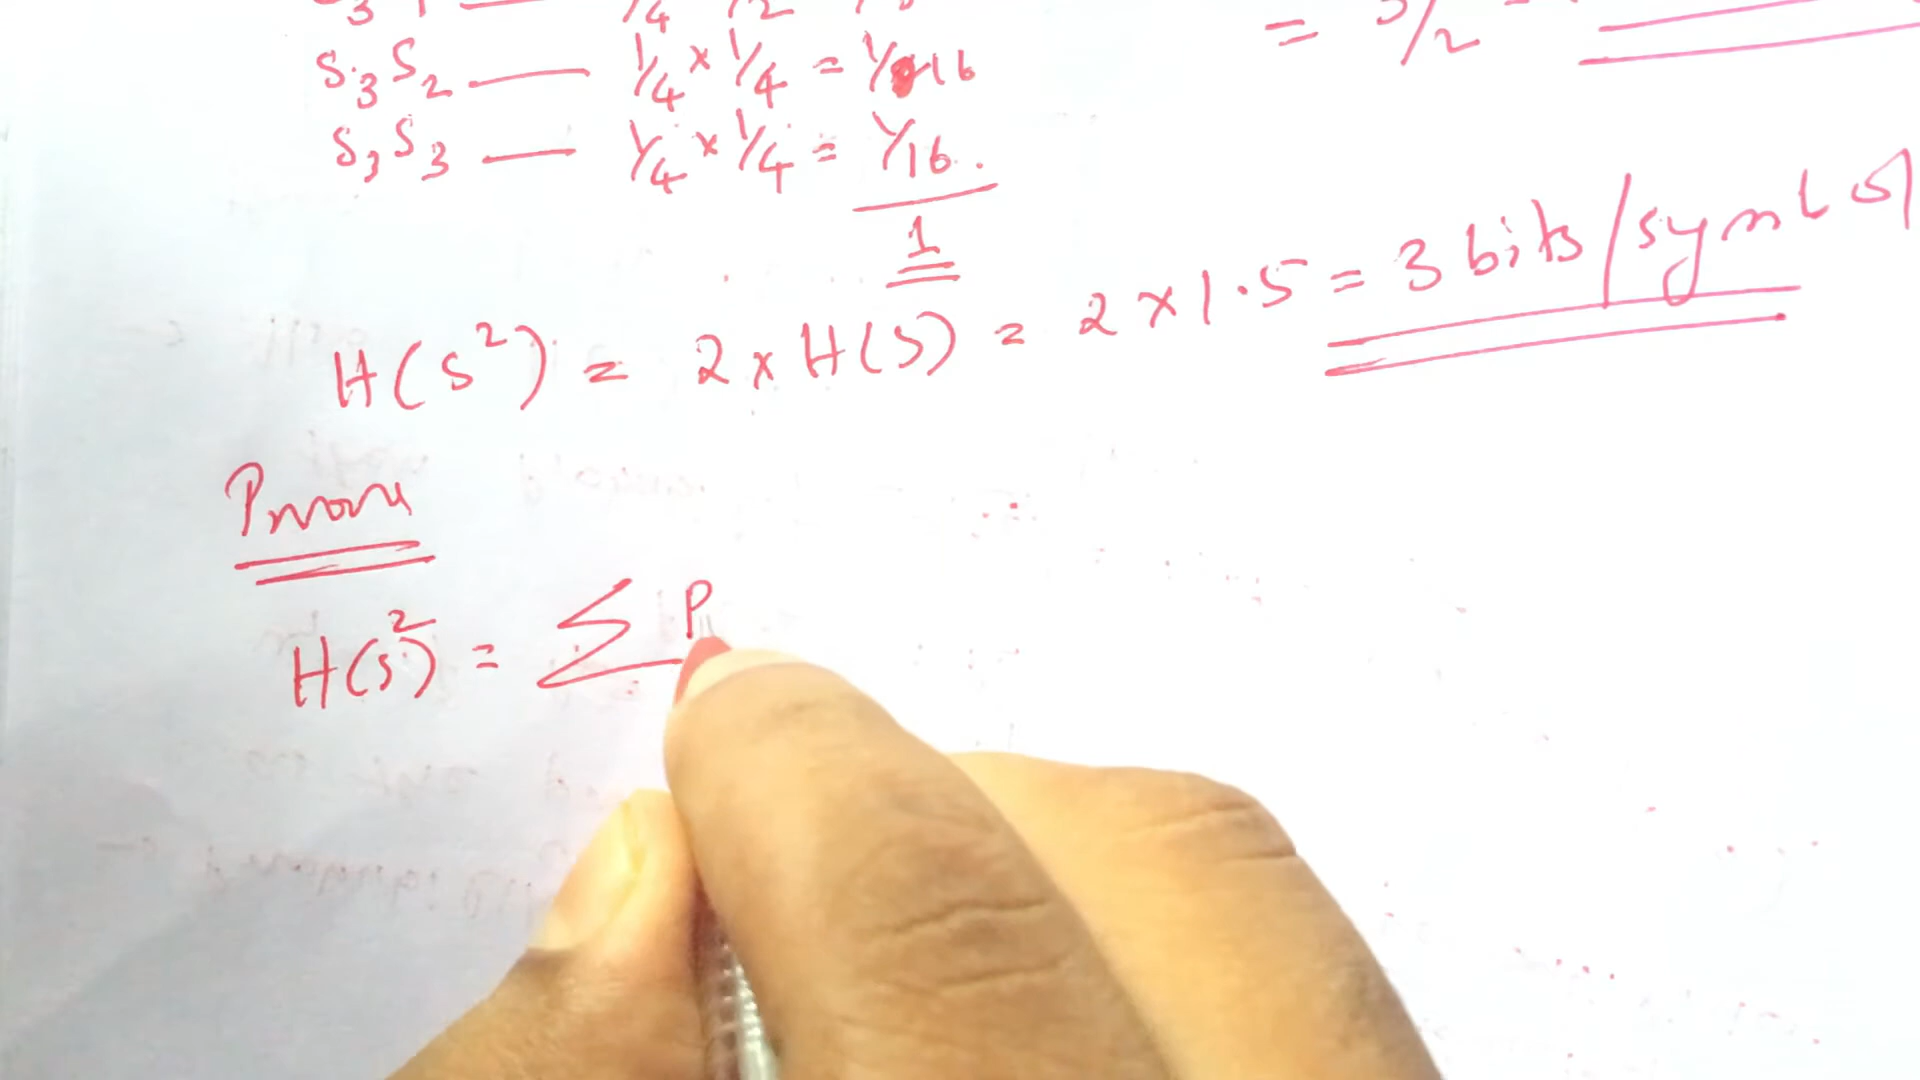 = 3/2
S3S2 — 1/4 × 1/4 = 1/16
S3S3 — 1/4 × 1/4 = 1/16.
1
H(S²) = 2 × H(S) = 2 × 1.5 = 3 bits/symbol
H(S²) = Σ P